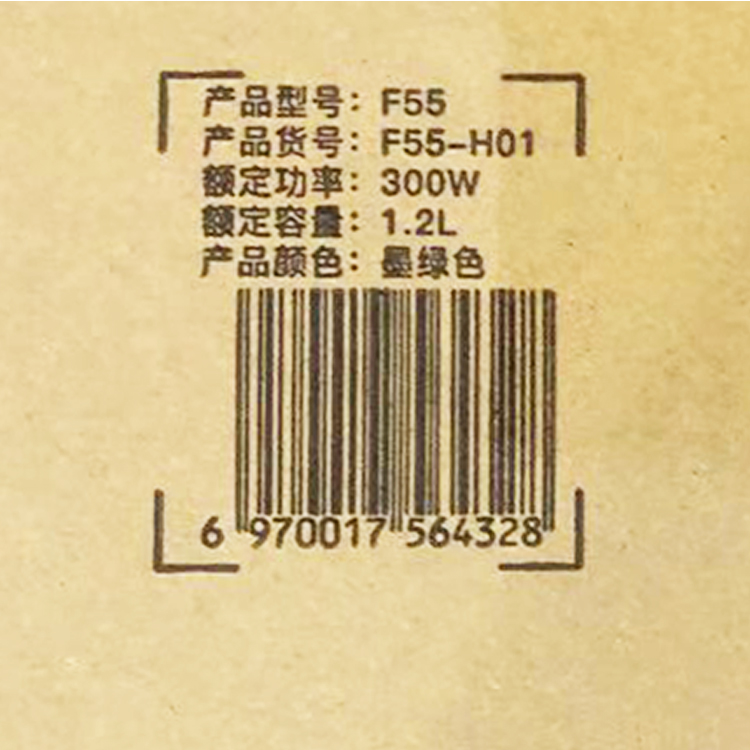 产品型号：F55
产品货号：F55-H01
额定功率：300W
额定容量：1.2L
产品颜色：墨绿色
6 970017 564328